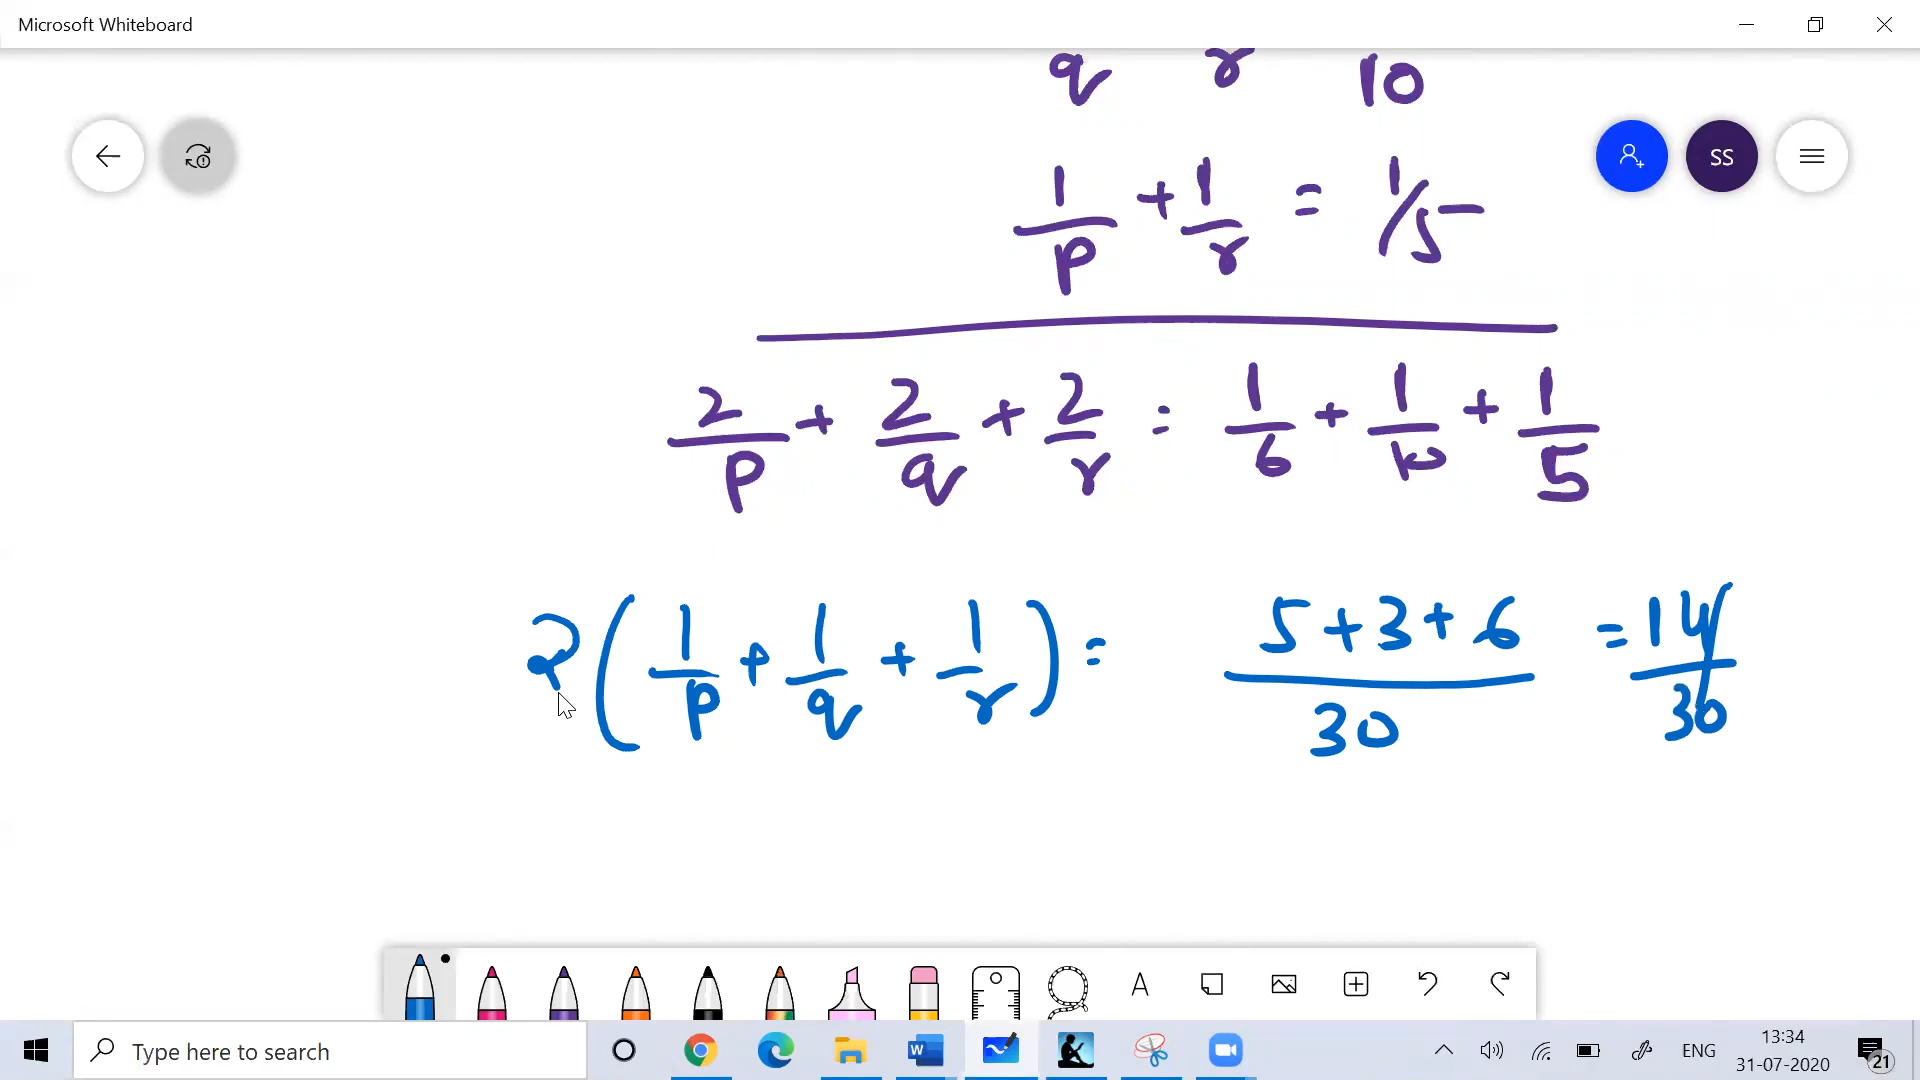 Microsoft Whiteboard
q r 10
1/p + 1/r = 1/5
SS
2/p + 2/q + 2/r = 1/6 + 1/10 + 1/5
2 ( 1/p + 1/q + 1/r ) = 5+3+6/30 = 14/30
A
Type here to search
W
ENG
13:34
31-07-2020
21